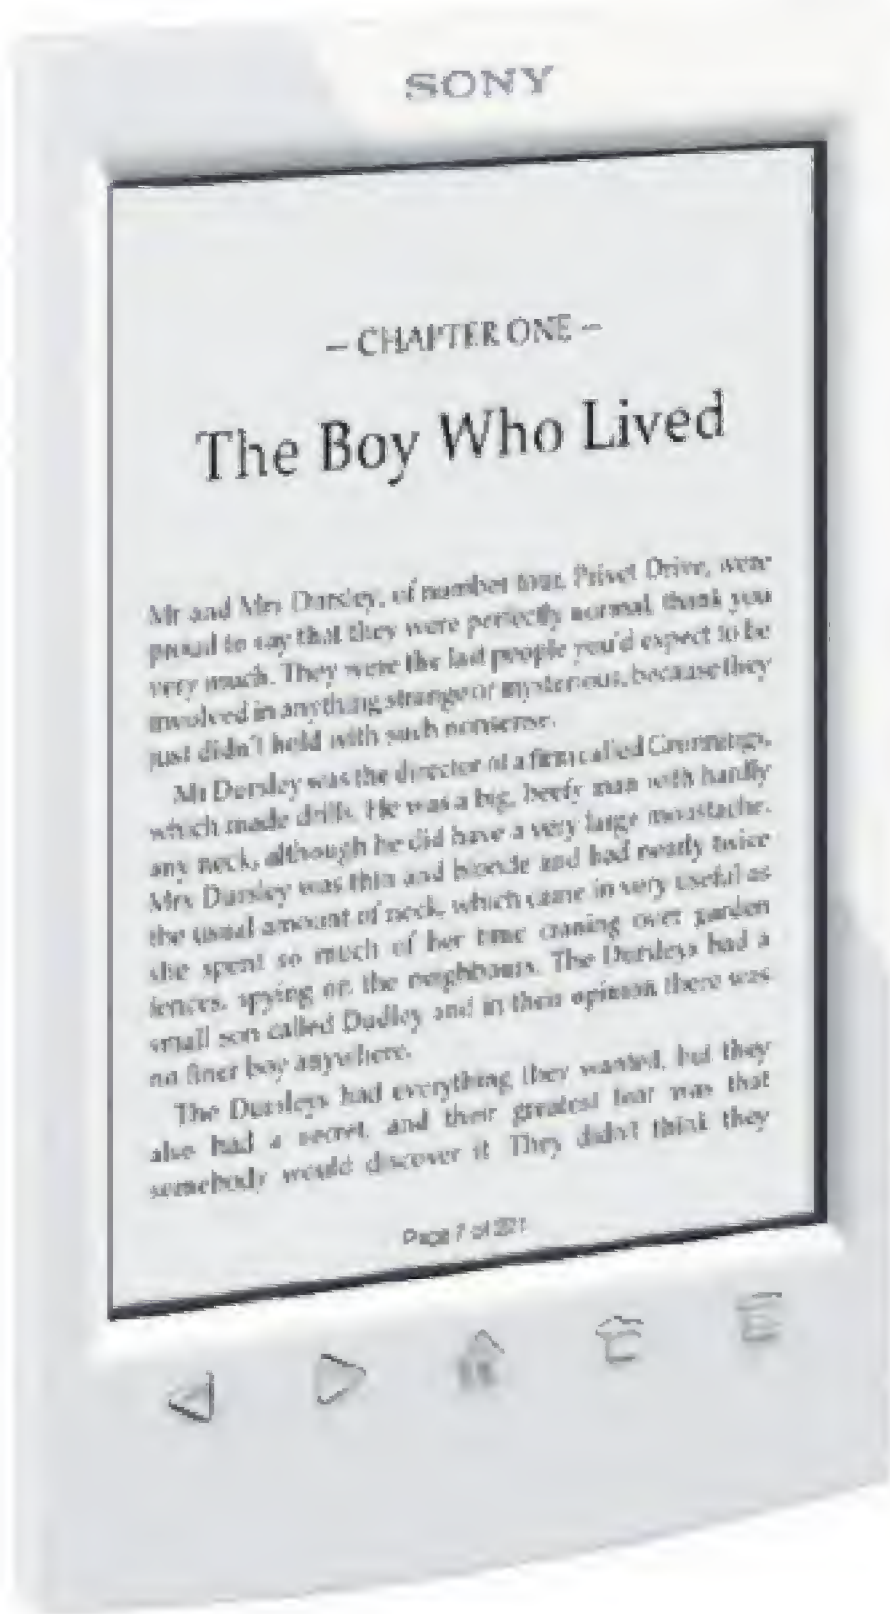 SONY
– CHAPTER ONE –
The Boy Who Lived
Mr and Mrs Dursley, of number four, Privet Drive, were
proud to say that they were perfectly normal, thank you
very much. They were the last people you'd expect to be
involved in anything strange or mysterious, because they
just didn't hold with such nonsense.
Mr Dursley was the director of a firm called Grunnings,
which made drills. He was a big, beefy man with hardly
any neck, although he did have a very large moustache.
Mrs Dursley was thin and blonde and had nearly twice
the usual amount of neck, which came in very useful as
she spent so much of her time craning over garden
fences, spying on the neighbours. The Dursleys had a
small son called Dudley and in their opinion there was
no finer boy anywhere.
The Dursleys had everything they wanted, but they
also had a secret, and their greatest fear was that
somebody would discover it. They didn't think they
Page 7 of 221